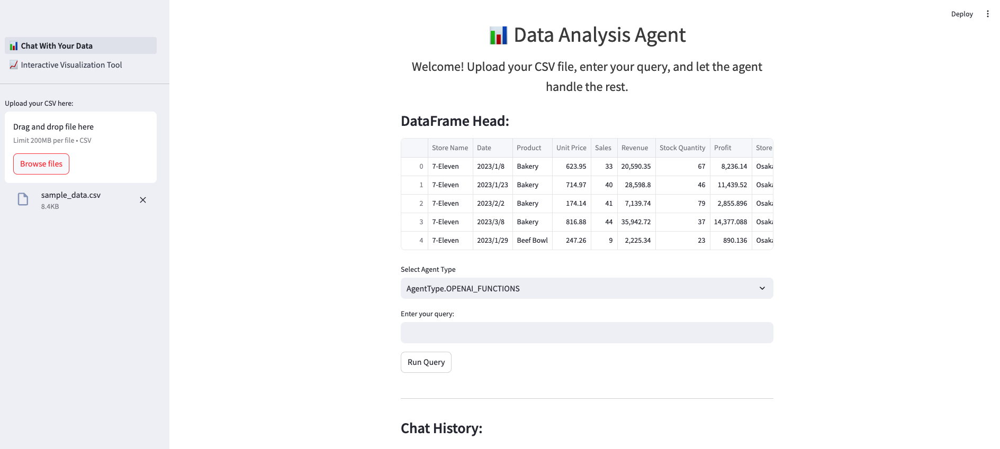 Deploy
Chat With Your Data
Interactive Visualization Tool
Upload your CSV here:
Drag and drop file here
Limit 200MB per file • CSV
Browse files
sample_data.csv
8.4KB
Data Analysis Agent
Welcome! Upload your CSV file, enter your query, and let the agent
handle the rest.
DataFrame Head:
Store Name Date Product Unit Price Sales Revenue Stock Quantity Profit Store
0 7-Eleven 2023/1/8 Bakery 623.95 33 20,590.35 67 8,236.14 Osaka
1 7-Eleven 2023/1/23 Bakery 714.97 40 28,598.8 46 11,439.52 Osaka
2 7-Eleven 2023/2/2 Bakery 174.14 41 7,139.74 79 2,855.896 Osaka
3 7-Eleven 2023/3/8 Bakery 816.88 44 35,942.72 37 14,377.088 Osaka
4 7-Eleven 2023/1/29 Beef Bowl 247.26 9 2,225.34 23 890.136 Osaka
Select Agent Type
AgentType.OPENAI_FUNCTIONS
Enter your query:
Run Query
Chat History: